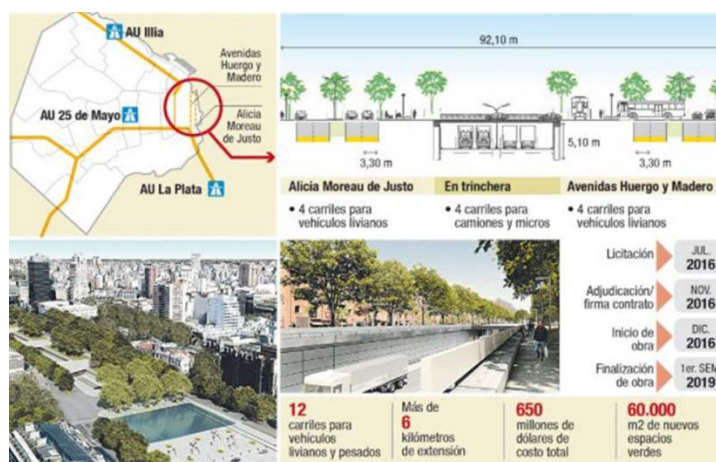 AU Illia
Avenidas
Huergo y
Madero
AU 25 de Mayo
Alicia
Moreau
de Justo
AU La Plata
92,10 m
5,10 m
3,30 m
3,30 m
Alicia Moreau de Justo
• 4 carriles para
vehículos livianos
En trinchera
• 4 carriles para
camiones y micros
Avenidas Huergo y Madero
• 4 carriles para
vehículos livianos
Licitación
JUL.
2016
Adjudicación/
firma contrato
NOV.
2016
Inicio de
obra
DIC.
2016
Finalización
de obra
1er. SEM
2019
12
carriles para
vehículos
livianos y pesados
Más de
6
kilómetros
de extensión
650
millones de
dólares de
costo total
60.000
m2 de nuevos
espacios
verdes